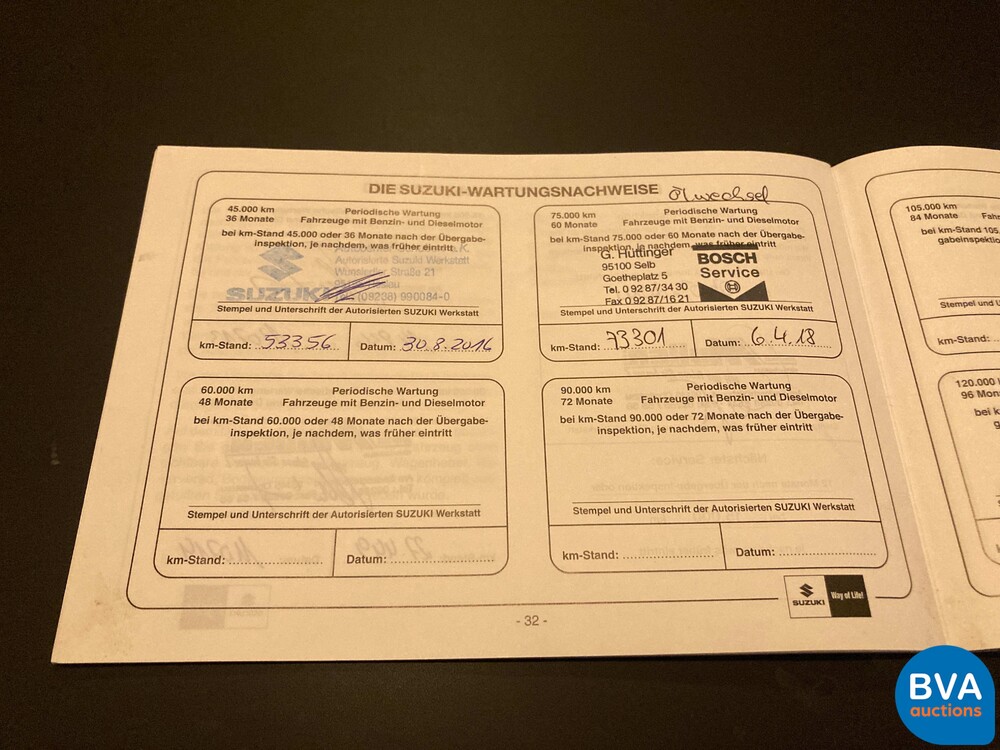 DIE SUZUKI-WARTUNGSNACHWEISE
Ölwechsel
45.000 km
36 Monate
Periodische Wartung
Fahrzeuge mit Benzin- und Dieselmotor
bei km-Stand 45.000 oder 36 Monate nach der Übergabe-
inspektion, je nachdem, was früher eintritt
Autorisierte Suzuki Werkstatt
Straße 21
SUZUKI
(09238) 990084-0
Stempel und Unterschrift der Autorisierten SUZUKI Werkstatt
km-Stand: 53356
Datum: 30.8.2016
75.000 km
60 Monate
Periodische Wartung
Fahrzeuge mit Benzin- und Dieselmotor
bei km-Stand 75.000 oder 60 Monate nach der Übergabe-
inspektion, je nachdem, was früher eintritt
G. Huttinger
95100 Selb
Goetheplatz 5
Tel. 0 92 87/34 30
Fax 0 92 87/16 21
BOSCH
Service
Stempel und Unterschrift der Autorisierten SUZUKI Werkstatt
km-Stand: 73301
Datum: 6.4.18
60.000 km
48 Monate
Periodische Wartung
Fahrzeuge mit Benzin- und Dieselmotor
bei km-Stand 60.000 oder 48 Monate nach der Übergabe-
inspektion, je nachdem, was früher eintritt
Stempel und Unterschrift der Autorisierten SUZUKI Werkstatt
km-Stand:
Datum:
90.000 km
72 Monate
Periodische Wartung
Fahrzeuge mit Benzin- und Dieselmotor
bei km-Stand 90.000 oder 72 Monate nach der Übergabe-
inspektion, je nachdem, was früher eintritt
Stempel und Unterschrift der Autorisierten SUZUKI Werkstatt
km-Stand:
Datum:
SUZUKI
Way of Life!
- 32 -
105.000 km
84 Monate
bei km-Stand 105.
gabeinspektio
Stempel und U
km-Stand:
120.000
96 Mon
BVA
auctions